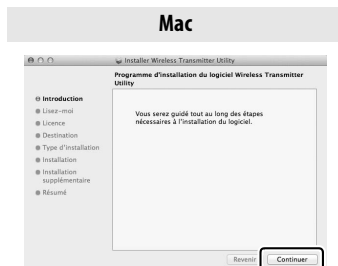 Mac
Installer Wireless Transmitter Utility
Programme d'installation du logiciel Wireless Transmitter
Utility
Introduction
Lisez-moi
Licence
Destination
Type d'installation
Installation
Installation
supplémentaire
Résumé
Vous serez guidé tout au long des étapes
nécessaires à l'installation du logiciel.
Revenir
Continuer